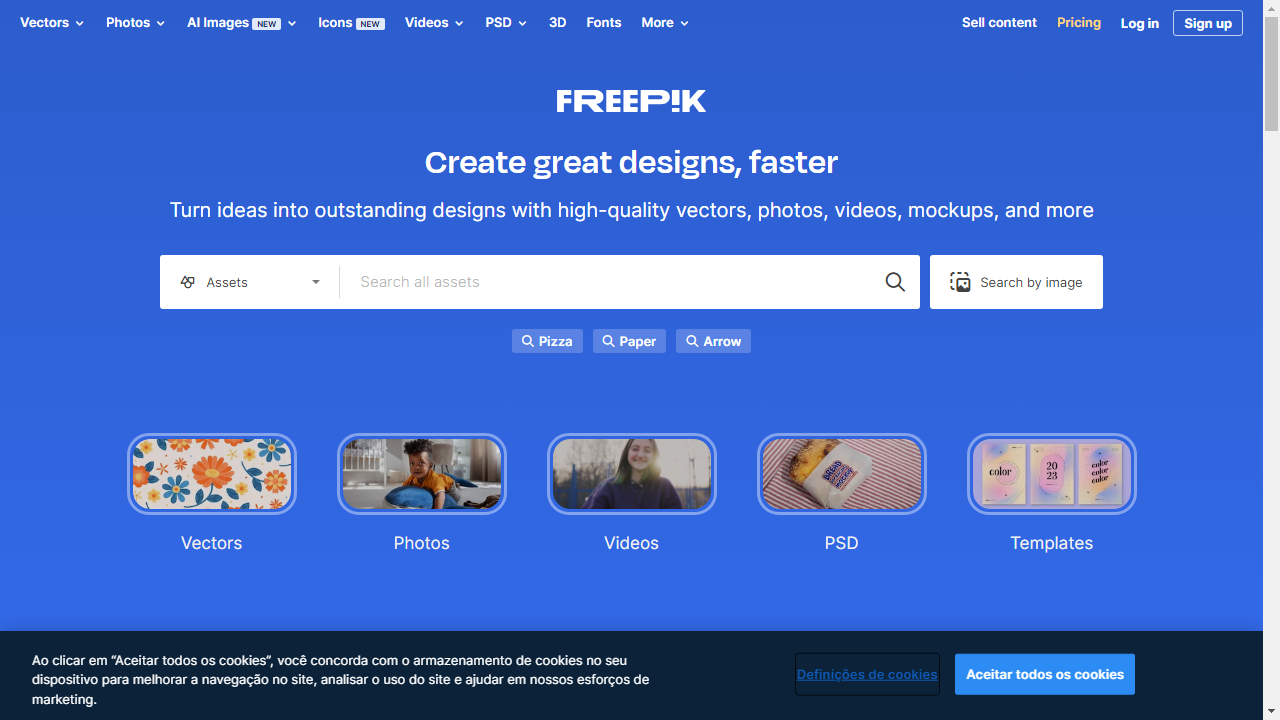 Vectors
Photos
AI Images NEW
Icons NEW
Videos
PSD
3D
Fonts
More
Sell content
Pricing
Log in
Sign up
FREEP!K
Create great designs, faster
Turn ideas into outstanding designs with high-quality vectors, photos, videos, mockups, and more
Assets
Search all assets
Search by image
Pizza
Paper
Arrow
color
20
23
color
color
color
Vectors
Photos
Videos
PSD
Templates
Ao clicar em “Aceitar todos os cookies”, você concorda com o armazenamento de cookies no seu
dispositivo para melhorar a navegação no site, analisar o uso do site e ajudar em nossos esforços de
marketing.
Definições de cookies
Aceitar todos os cookies